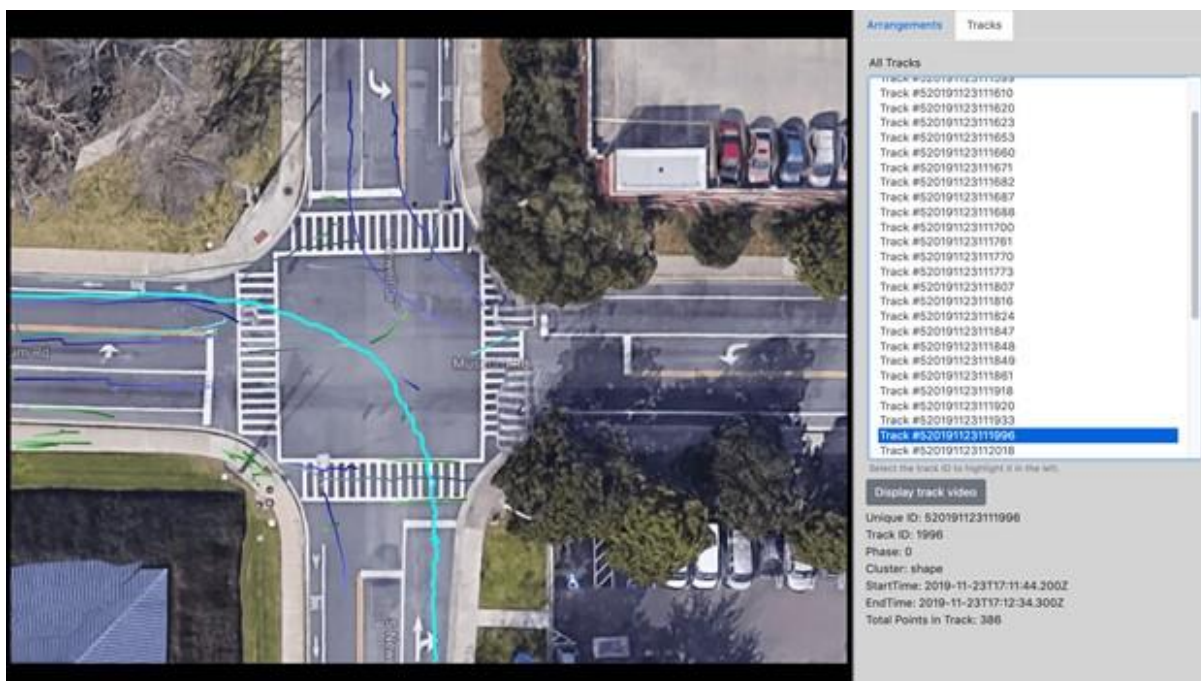 Arrangements
Tracks
All Tracks
Track #520191123111599
Track #520191123111610
Track #520191123111620
Track #520191123111623
Track #520191123111653
Track #520191123111660
Track #520191123111671
Track #520191123111682
Track #520191123111687
Track #520191123111688
Track #520191123111700
Track #520191123111761
Track #520191123111770
Track #520191123111773
Track #520191123111807
Track #520191123111816
Track #520191123111824
Track #520191123111847
Track #520191123111848
Track #520191123111849
Track #520191123111861
Track #520191123111918
Track #520191123111920
Track #520191123111933
Track #520191123111996
Track #520191123112018
Select the track ID to highlight it in the left.
Display track video
Unique ID: 520191123111996
Track ID: 1996
Phase: 0
Cluster: shape
StartTime: 2019-11-23T17:11:44.200Z
EndTime: 2019-11-23T17:12:34.300Z
Total Points In Track: 386
am Rd